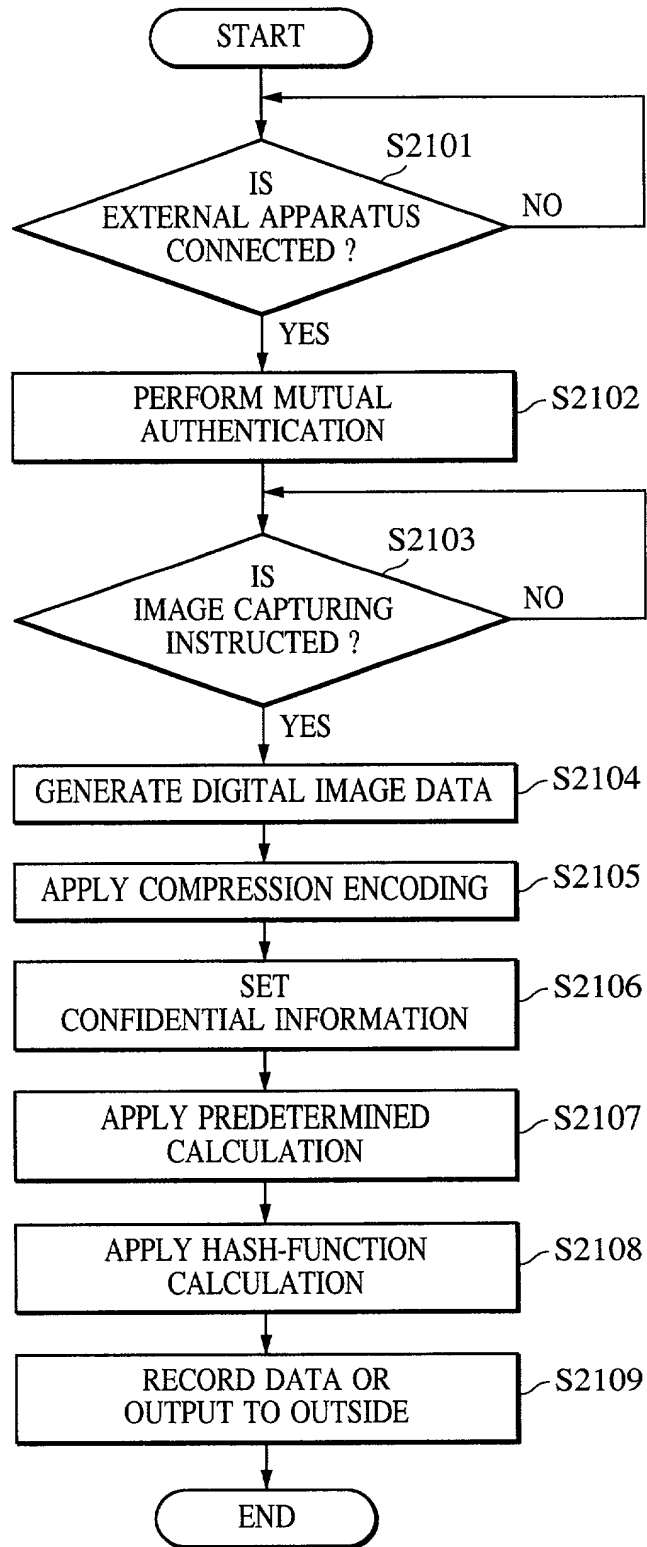 START
S2101
IS
EXTERNAL APPARATUS
CONNECTED ?
NO
YES
PERFORM MUTUAL
AUTHENTICATION
S2102
S2103
IS
IMAGE CAPTURING
INSTRUCTED ?
NO
YES
GENERATE DIGITAL IMAGE DATA
S2104
APPLY COMPRESSION ENCODING
S2105
SET
CONFIDENTIAL INFORMATION
S2106
APPLY PREDETERMINED
CALCULATION
S2107
APPLY HASH-FUNCTION
CALCULATION
S2108
RECORD DATA OR
OUTPUT TO OUTSIDE
S2109
END